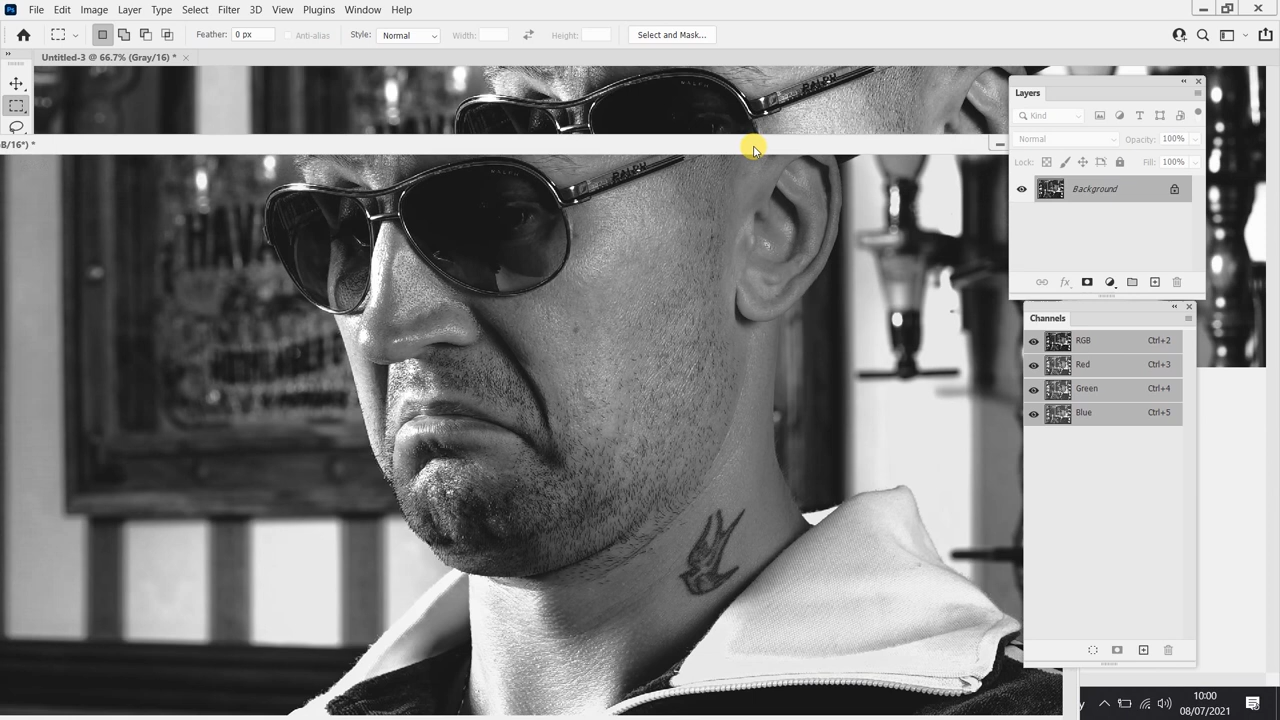 Ps File Edit Image Layer Type Select Filter 3D View Plugins Window Help
Feather: 0 px Anti-alias Style: Normal Width: Height: Select and Mask...
Untitled-3 @ 66.7% (Gray/16) *
B/16*) *
RALPH
RALPH
Layers
Kind
Normal Opacity: 100%
Lock: Fill: 100%
Background
Channels
RGB Ctrl+2
Red Ctrl+3
Green Ctrl+4
Blue Ctrl+5
y 10:00
08/07/2021